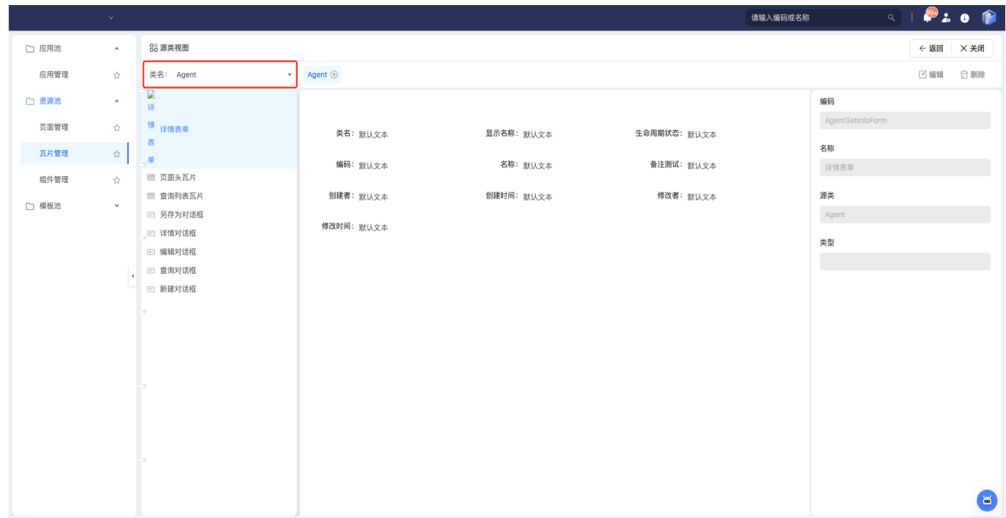 请输入编码或名称
99+
应用池
应用管理
资源池
页面管理
瓦片管理
组件管理
模板池
源类视图
返回
关闭
类名： Agent
Agent
编辑
删除
详
情
表
单
详情表单
页面头瓦片
查询列表瓦片
另存为对话框
详情对话框
编辑对话框
查询对话框
新建对话框
类名： 默认文本 显示名称： 默认文本 生命周期状态： 默认文本
编码： 默认文本 名称： 默认文本 备注测试： 默认文本
创建者： 默认文本 创建时间： 默认文本 修改者： 默认文本
修改时间： 默认文本
编码
AgentGetInfoForm
名称
详情表单
源类
Agent
类型